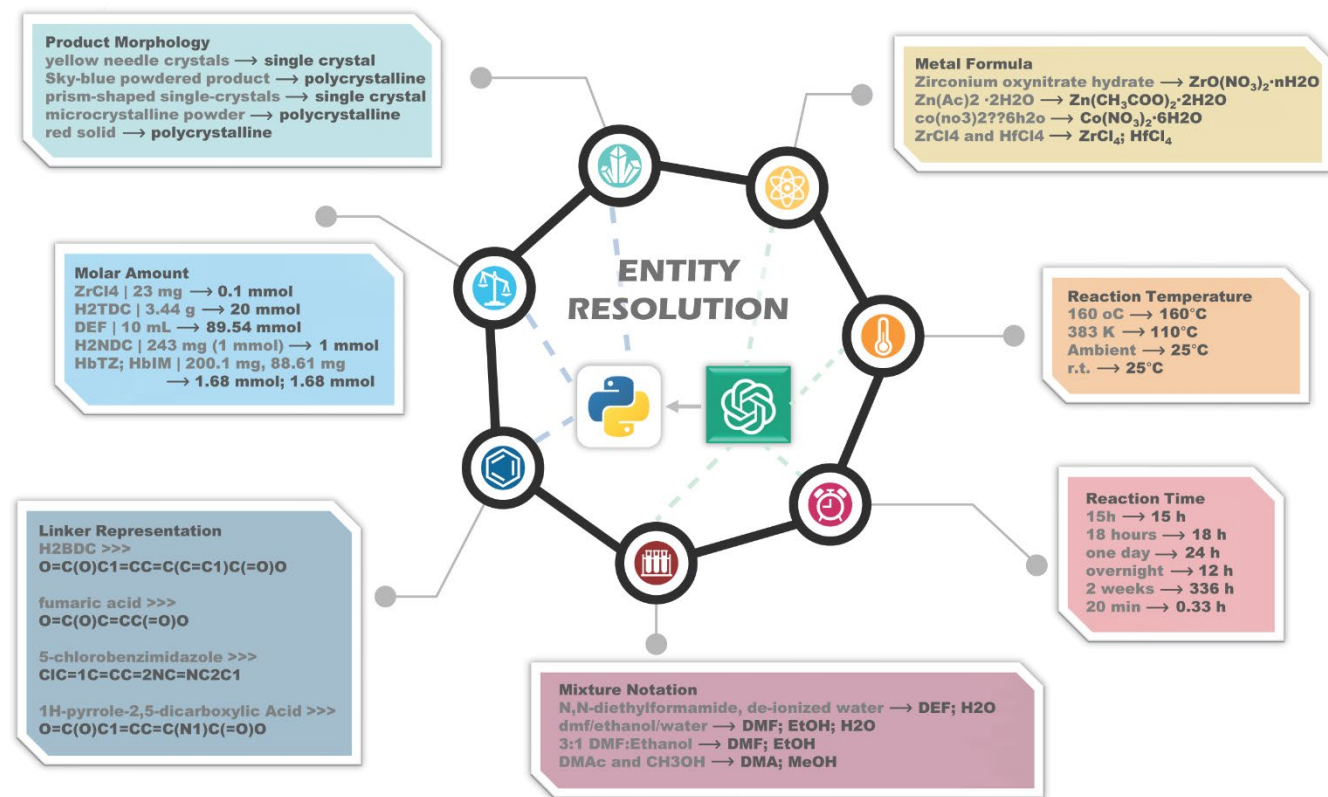 Product Morphology
yellow needle crystals → single crystal
Sky-blue powdered product → polycrystalline
prism-shaped single-crystals → single crystal
microcrystalline powder → polycrystalline
red solid → polycrystalline
Metal Formula
Zirconium oxynitrate hydrate → ZrO(NO₃)₂·nH2O
Zn(Ac)2 ·2H2O → Zn(CH₃COO)₂·2H2O
co(no3)2??6h2o → Co(NO₃)₂·6H2O
ZrCl4 and HfCl4 → ZrCl₄; HfCl₄
ENTITY
RESOLUTION
Molar Amount
ZrCl4 | 23 mg → 0.1 mmol
H2TDC | 3.44 g → 20 mmol
DEF | 10 mL → 89.54 mmol
H2NDC | 243 mg (1 mmol) → 1 mmol
HbTZ; HbIM | 200.1 mg, 88.61 mg
→ 1.68 mmol; 1.68 mmol
Reaction Temperature
160 oC → 160°C
383 K → 110°C
Ambient → 25°C
r.t. → 25°C
Linker Representation
H2BDC >>>
O=C(O)C1=CC=C(C=C1)C(=O)O
fumaric acid >>>
O=C(O)C=CC(=O)O
5-chlorobenzimidazole >>>
ClC=1C=CC=2NC=NC2C1
1H-pyrrole-2,5-dicarboxylic Acid >>>
O=C(O)C1=CC=C(N1)C(=O)O
Reaction Time
15h → 15 h
18 hours → 18 h
one day → 24 h
overnight → 12 h
2 weeks → 336 h
20 min → 0.33 h
Mixture Notation
N,N-diethylformamide, de-ionized water → DEF; H2O
dmf/ethanol/water → DMF; EtOH; H2O
3:1 DMF:Ethanol → DMF; EtOH
DMAc and CH3OH → DMA; MeOH